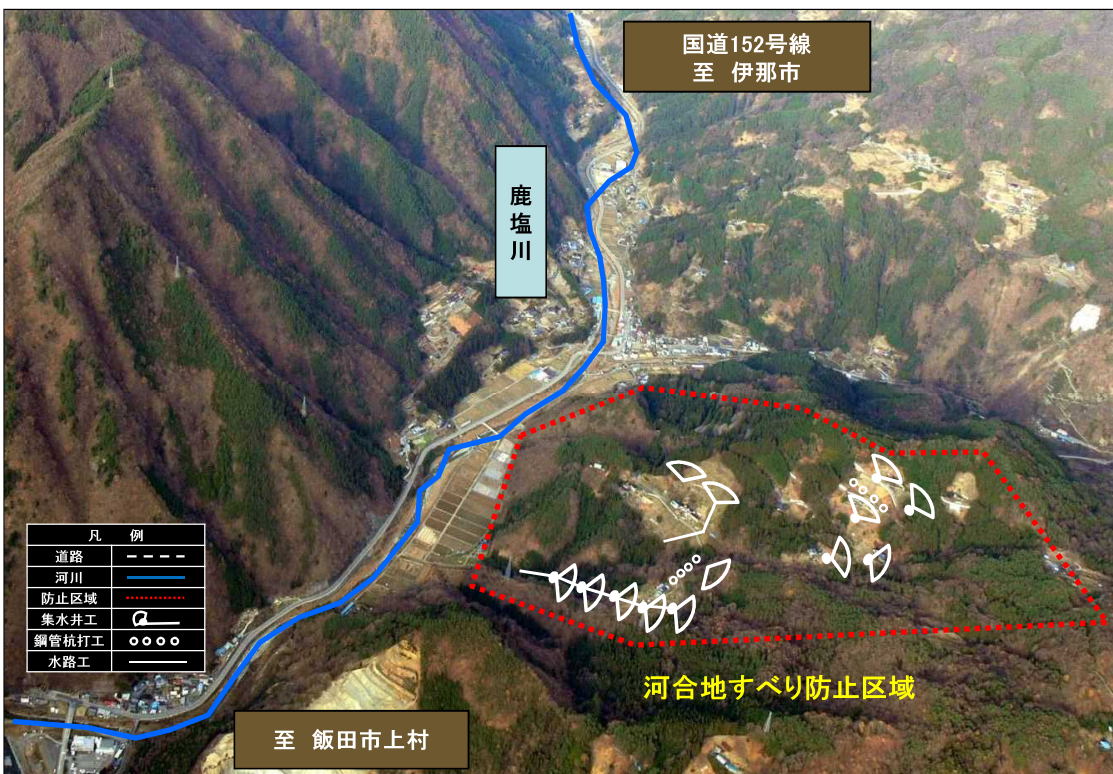 国道152号線
至 伊那市
鹿塩川
凡 例
道路
河川
防止区域
集水井工
鋼管杭打工
水路工
河合地すべり防止区域
至 飯田市上村